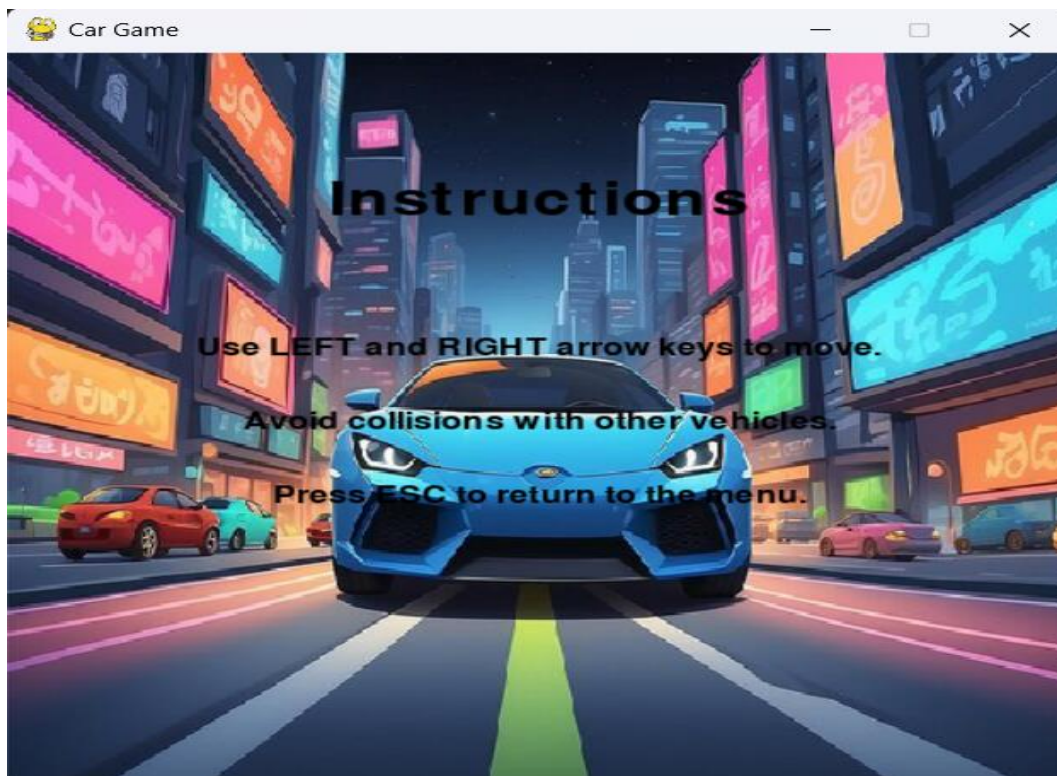 Car Game
Instructions
Use LEFT and RIGHT arrow keys to move.
Avoid collisions with other vehicles.
Press ESC to return to the menu.